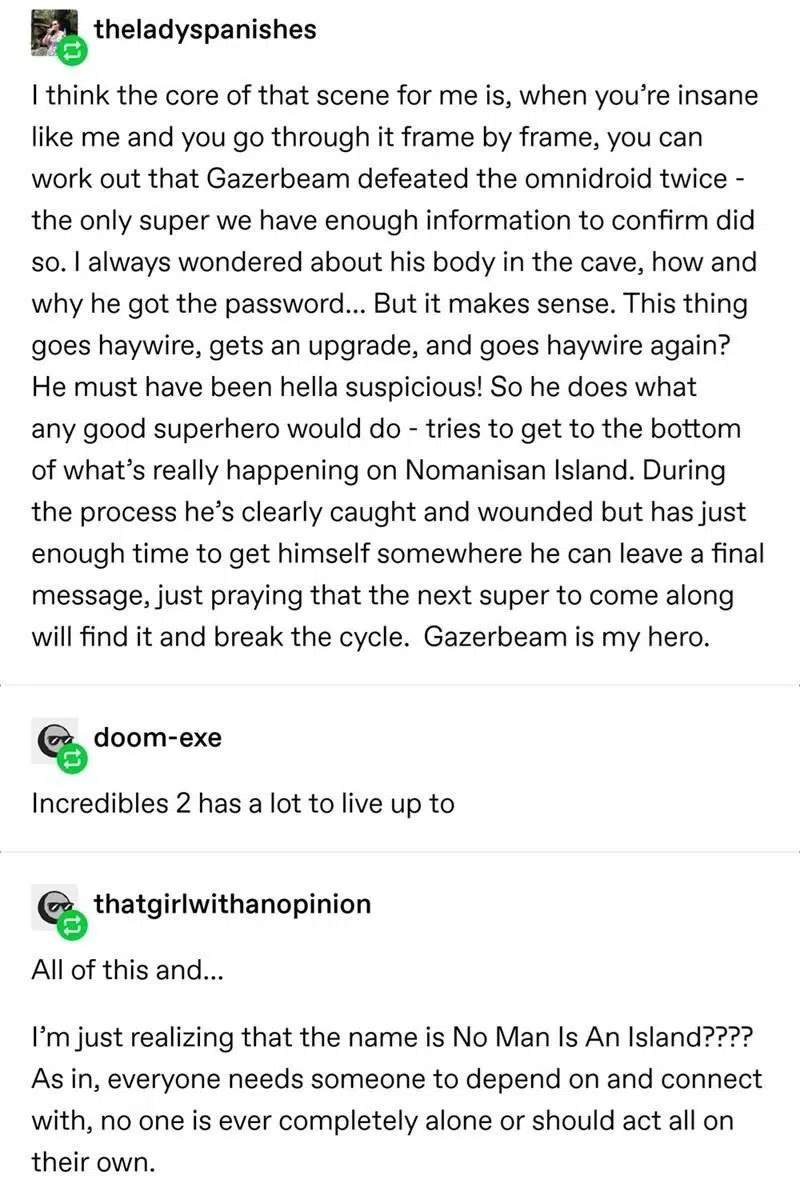 theladyspanishes
I think the core of that scene for me is, when you’re insane
like me and you go through it frame by frame, you can
work out that Gazerbeam defeated the omnidroid twice -
the only super we have enough information to confirm did
so. I always wondered about his body in the cave, how and
why he got the password... But it makes sense. This thing
goes haywire, gets an upgrade, and goes haywire again?
He must have been hella suspicious! So he does what
any good superhero would do - tries to get to the bottom
of what’s really happening on Nomanisan Island. During
the process he’s clearly caught and wounded but has just
enough time to get himself somewhere he can leave a final
message, just praying that the next super to come along
will find it and break the cycle.  Gazerbeam is my hero.
doom-exe
Incredibles 2 has a lot to live up to
thatgirlwithanopinion
All of this and...
I’m just realizing that the name is No Man Is An Island????
As in, everyone needs someone to depend on and connect
with, no one is ever completely alone or should act all on
their own.